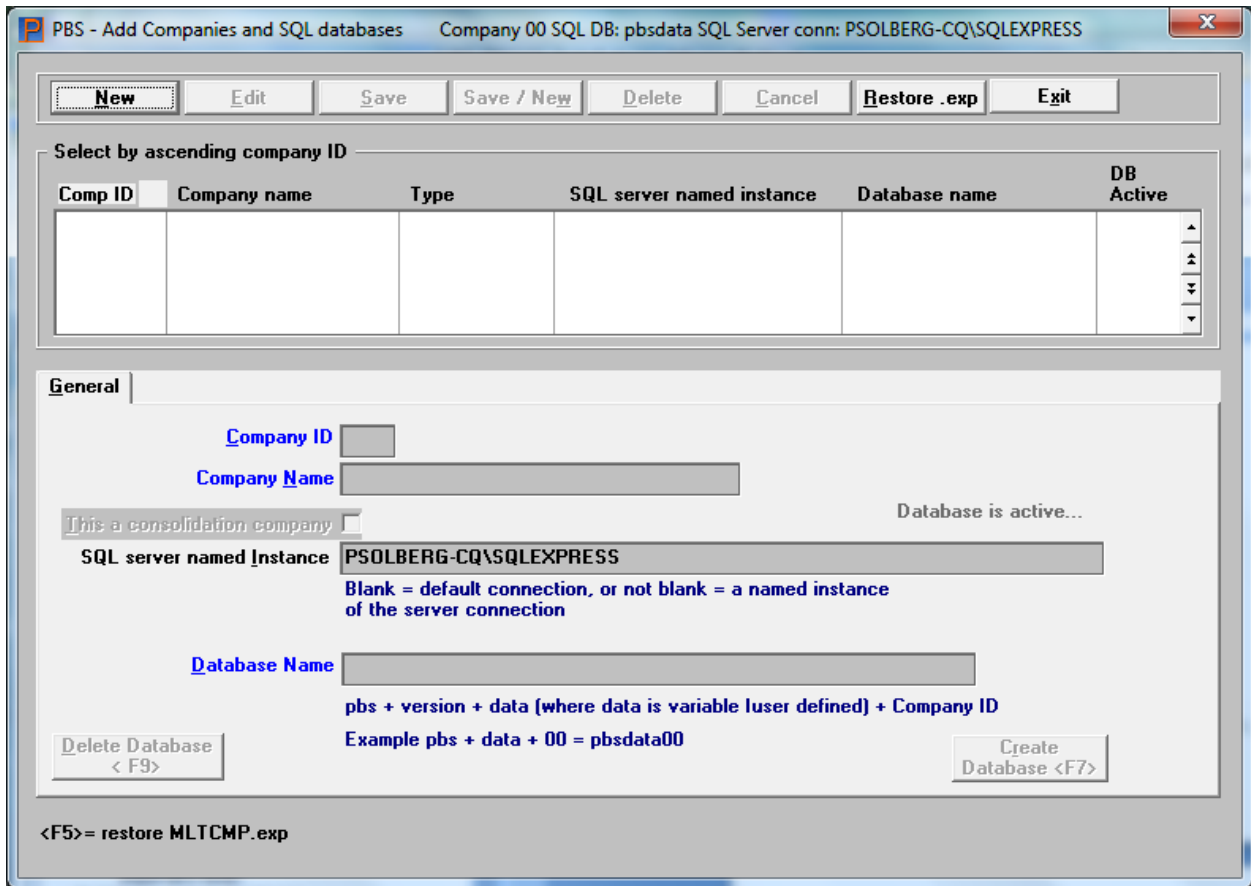 PBS - Add Companies and SQL databases Company 00 SQL DB: pbsdata SQL Server conn: PSOLBERG-CQ\SQLEXPRESS
New Edit Save Save / New Delete Cancel Restore .exp Exit
Select by ascending company ID
Comp ID Company name Type SQL server named instance Database name DB Active
General
Company ID
Company Name
This a consolidation company
Database is active...
SQL server named Instance PSOLBERG-CQ\SQLEXPRESS
Blank = default connection, or not blank = a named instance
of the server connection
Database Name
pbs + version + data (where data is variable Iuser defined) + Company ID
Example pbs + data + 00 = pbsdata00
Delete Database
< F9>
Create
Database <F7>
<F5>= restore MLTCMP.exp